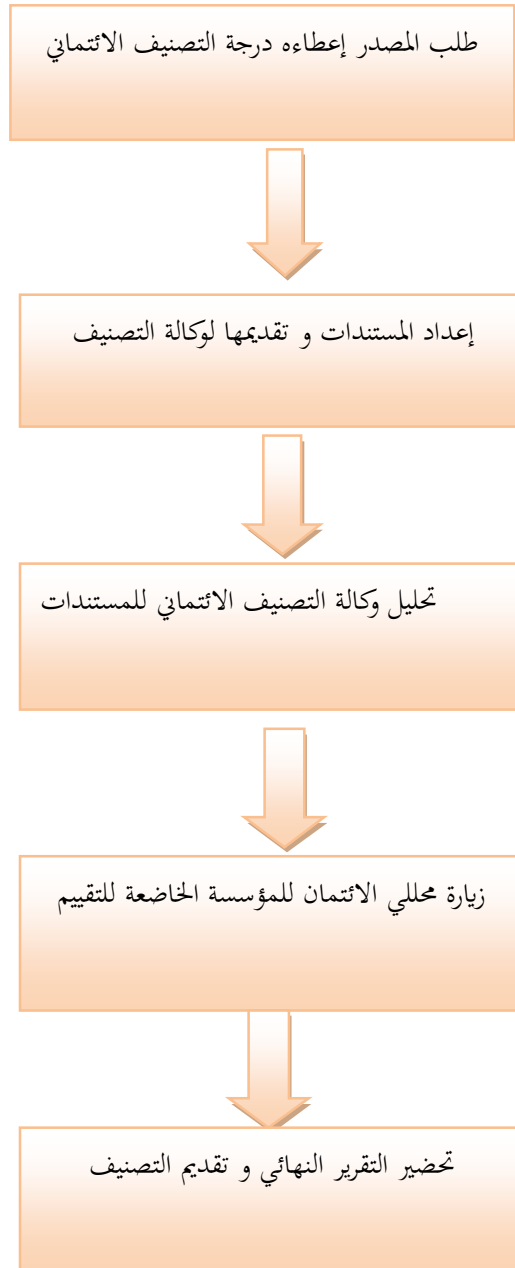 طلب المصدر إعطاءه درجة التصنيف الائتماني
إعداد المستندات و تقديمها لوكالة التصنيف
تحليل وكالة التصنيف الائتماني للمستندات
زيارة محللي الائتمان للمؤسسة الخاضعة للتقييم
تحضير التقرير النهائي و تقديم التصنيف